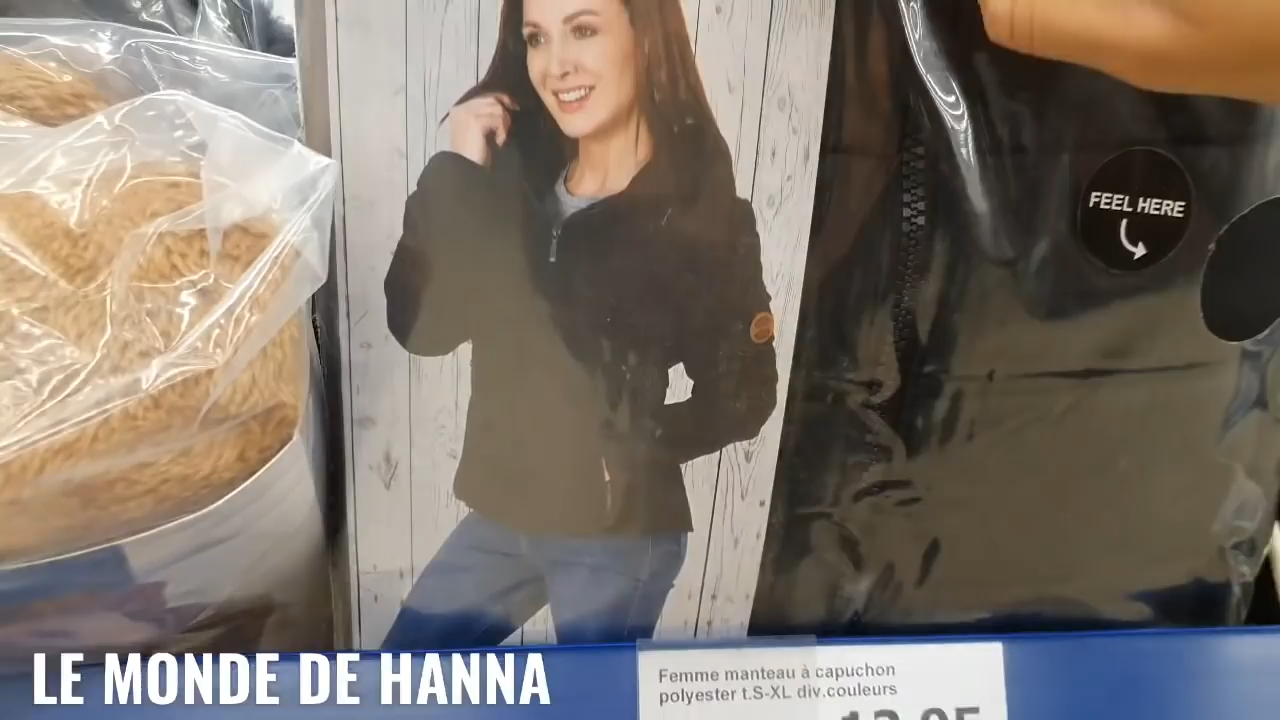 FEEL HERE
Femme manteau à capuchon
polyester t.S-XL div.couleurs
LE MONDE DE HANNA